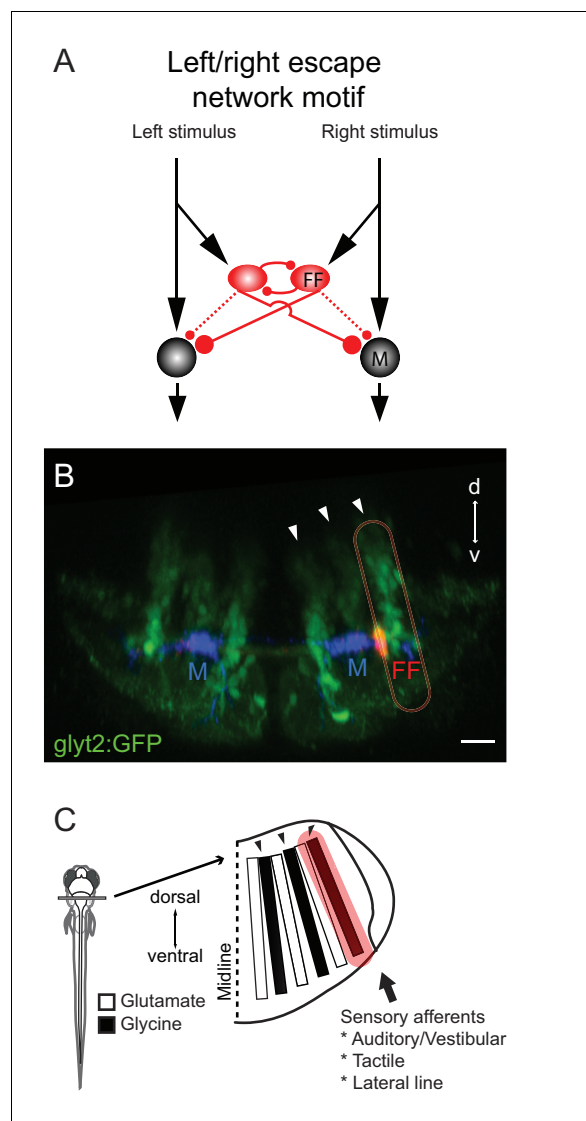 A
Left/right escape
network motif
Left stimulus
Right stimulus
FF
M
B
d
v
M
M
FF
glyt2:GFP
C
dorsal
ventral
Midline
Glutamate
Glycine
Sensory afferents
* Auditory/Vestibular
* Tactile
* Lateral line